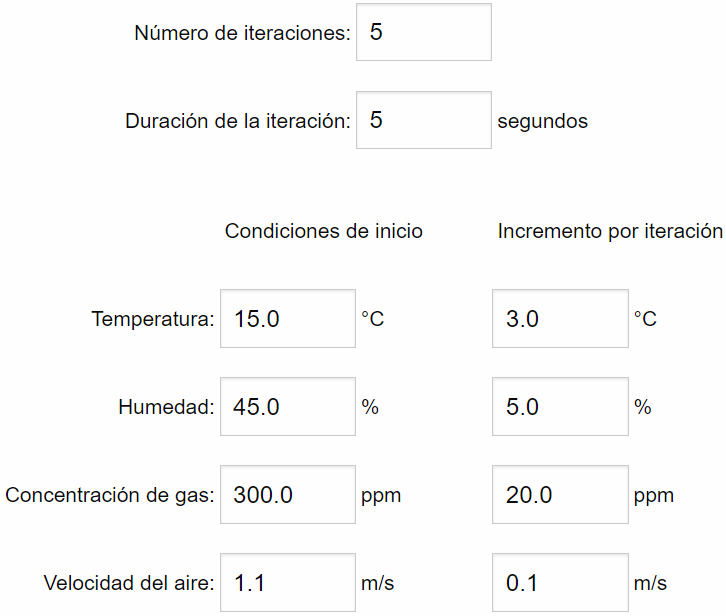 Número de iteraciones: 5
Duración de la iteración: 5 segundos
Condiciones de inicio Incremento por iteración
Temperatura: 15.0 °C 3.0 °C
Humedad: 45.0 % 5.0 %
Concentración de gas: 300.0 ppm 20.0 ppm
Velocidad del aire: 1.1 m/s 0.1 m/s